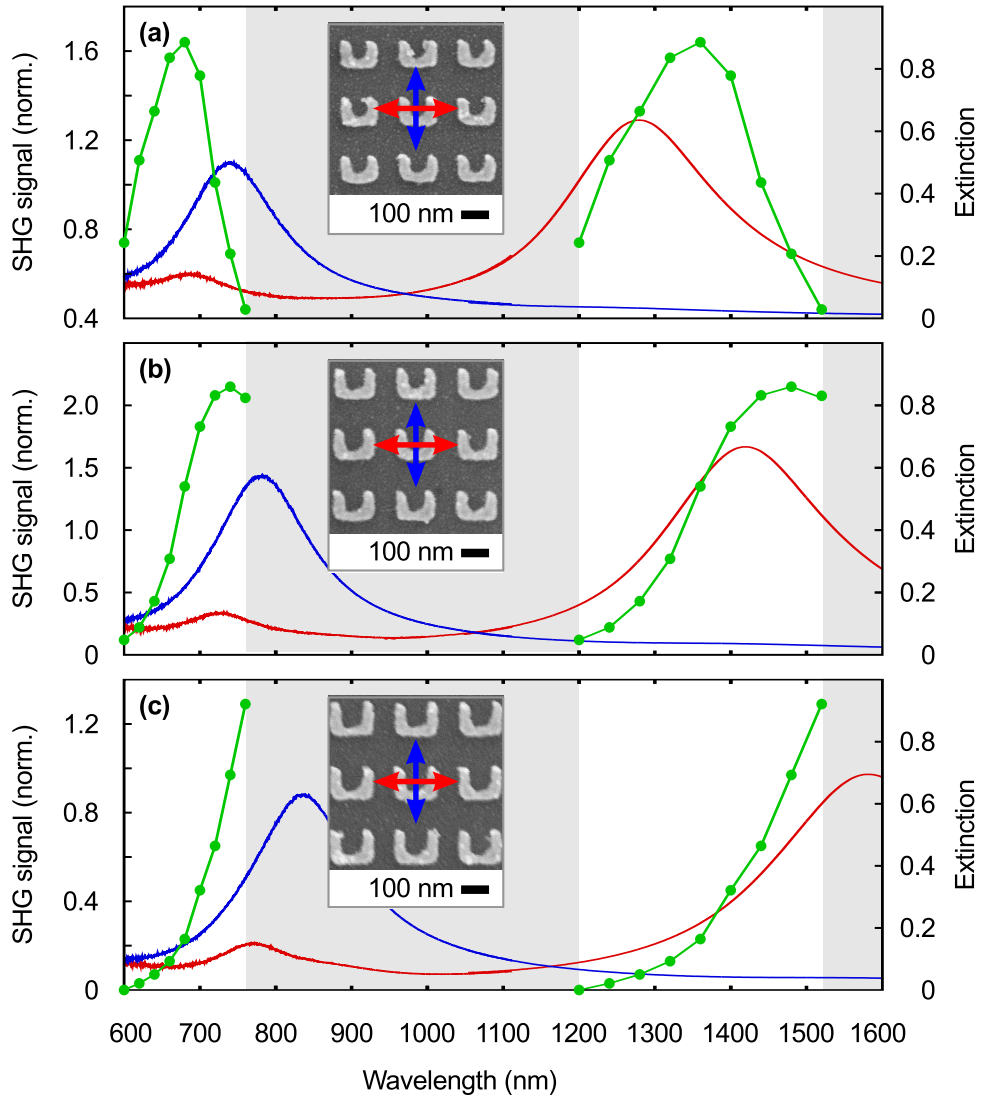 (a)
SHG signal (norm.)
1.6
1.2
0.8
0.4
100 nm
0.8
0.6
0.4
0.2
0
Extinction
(b)
SHG signal (norm.)
2.0
1.5
1.0
0.5
0
100 nm
0.8
0.6
0.4
0.2
0
Extinction
(c)
SHG signal (norm.)
1.2
0.8
0.4
0
100 nm
0.8
0.6
0.4
0.2
0
Extinction
600 700 800 900 1000 1100 1200 1300 1400 1500 1600
Wavelength (nm)